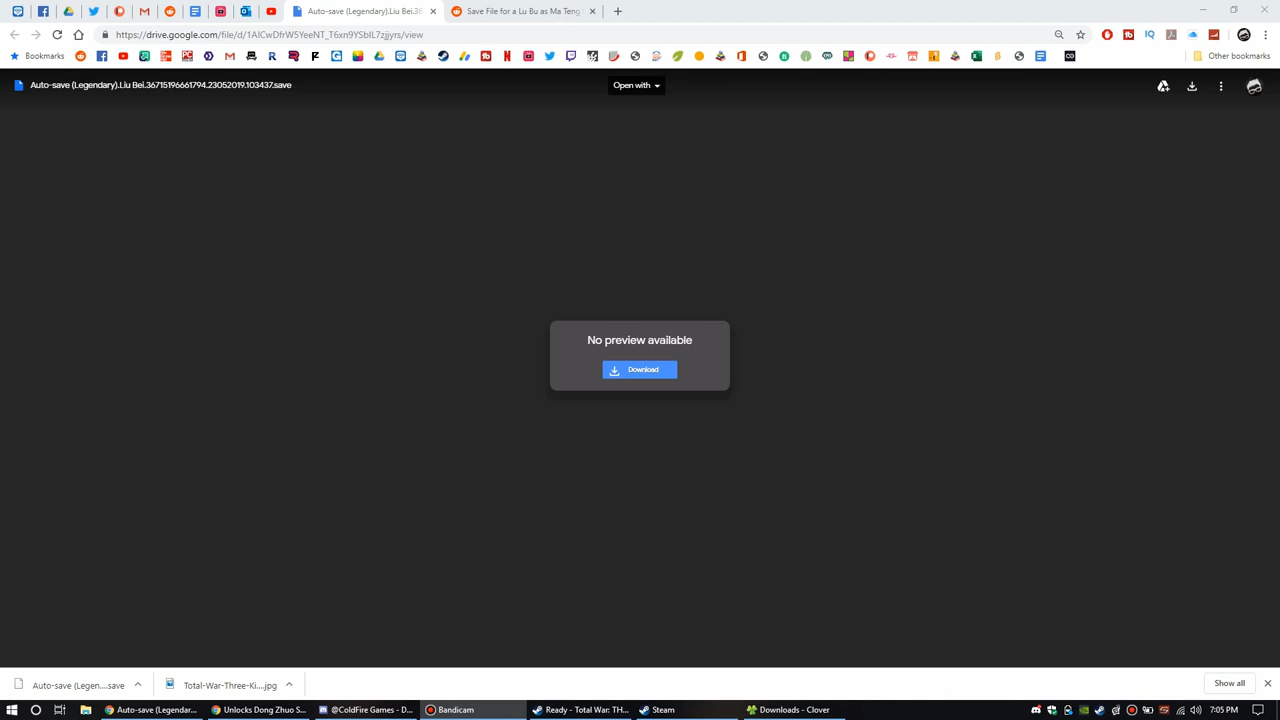 Auto-save (Legendary).Liu Bei.36
Save File for a Lu Bu as Ma Teng
https://drive.google.com/file/d/1AlCwDfrW5YeeNT_T6xn9YSblL7zjjyrs/view
Bookmarks
Other bookmarks
Auto-save (Legendary).Liu Bei.36715196661794.23052019.103437.save
Open with
No preview available
Download
Auto-save (Legen....save
Total-War-Three-Ki....jpg
Show all
Auto-save (Legendar...
Unlocks Dong Zhuo S...
@ColdFire Games - D...
Bandicam
Ready - Total War: TH...
Steam
Downloads - Clover
7:05 PM